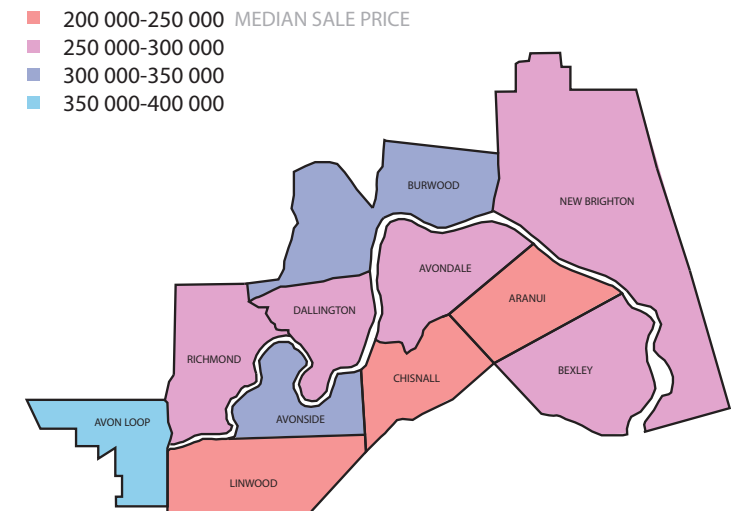 200 000-250 000 MEDIAN SALE PRICE
250 000-300 000
300 000-350 000
350 000-400 000
BURWOOD
NEW BRIGHTON
AVONDALE
ARANUI
DALLINGTON
RICHMOND
BEXLEY
CHISNALL
AVONSIDE
AVON LOOP
LINWOOD